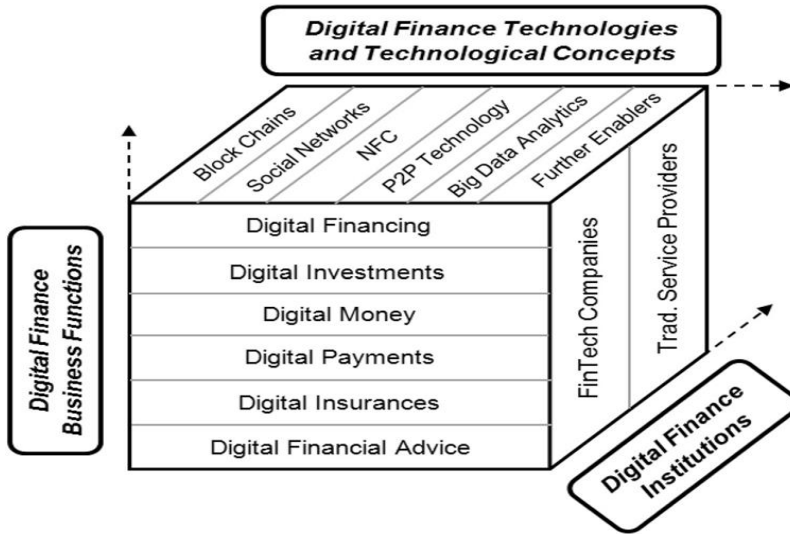 Digital Finance Technologies
and Technological Concepts
Block Chains
Social Networks
NFC
P2P Technology
Big Data Analytics
Further Enablers
Digital Finance
Business Functions
Digital Financing
Digital Investments
Digital Money
Digital Payments
Digital Insurances
Digital Financial Advice
FinTech Companies
Trad. Service Providers
Digital Finance
Institutions